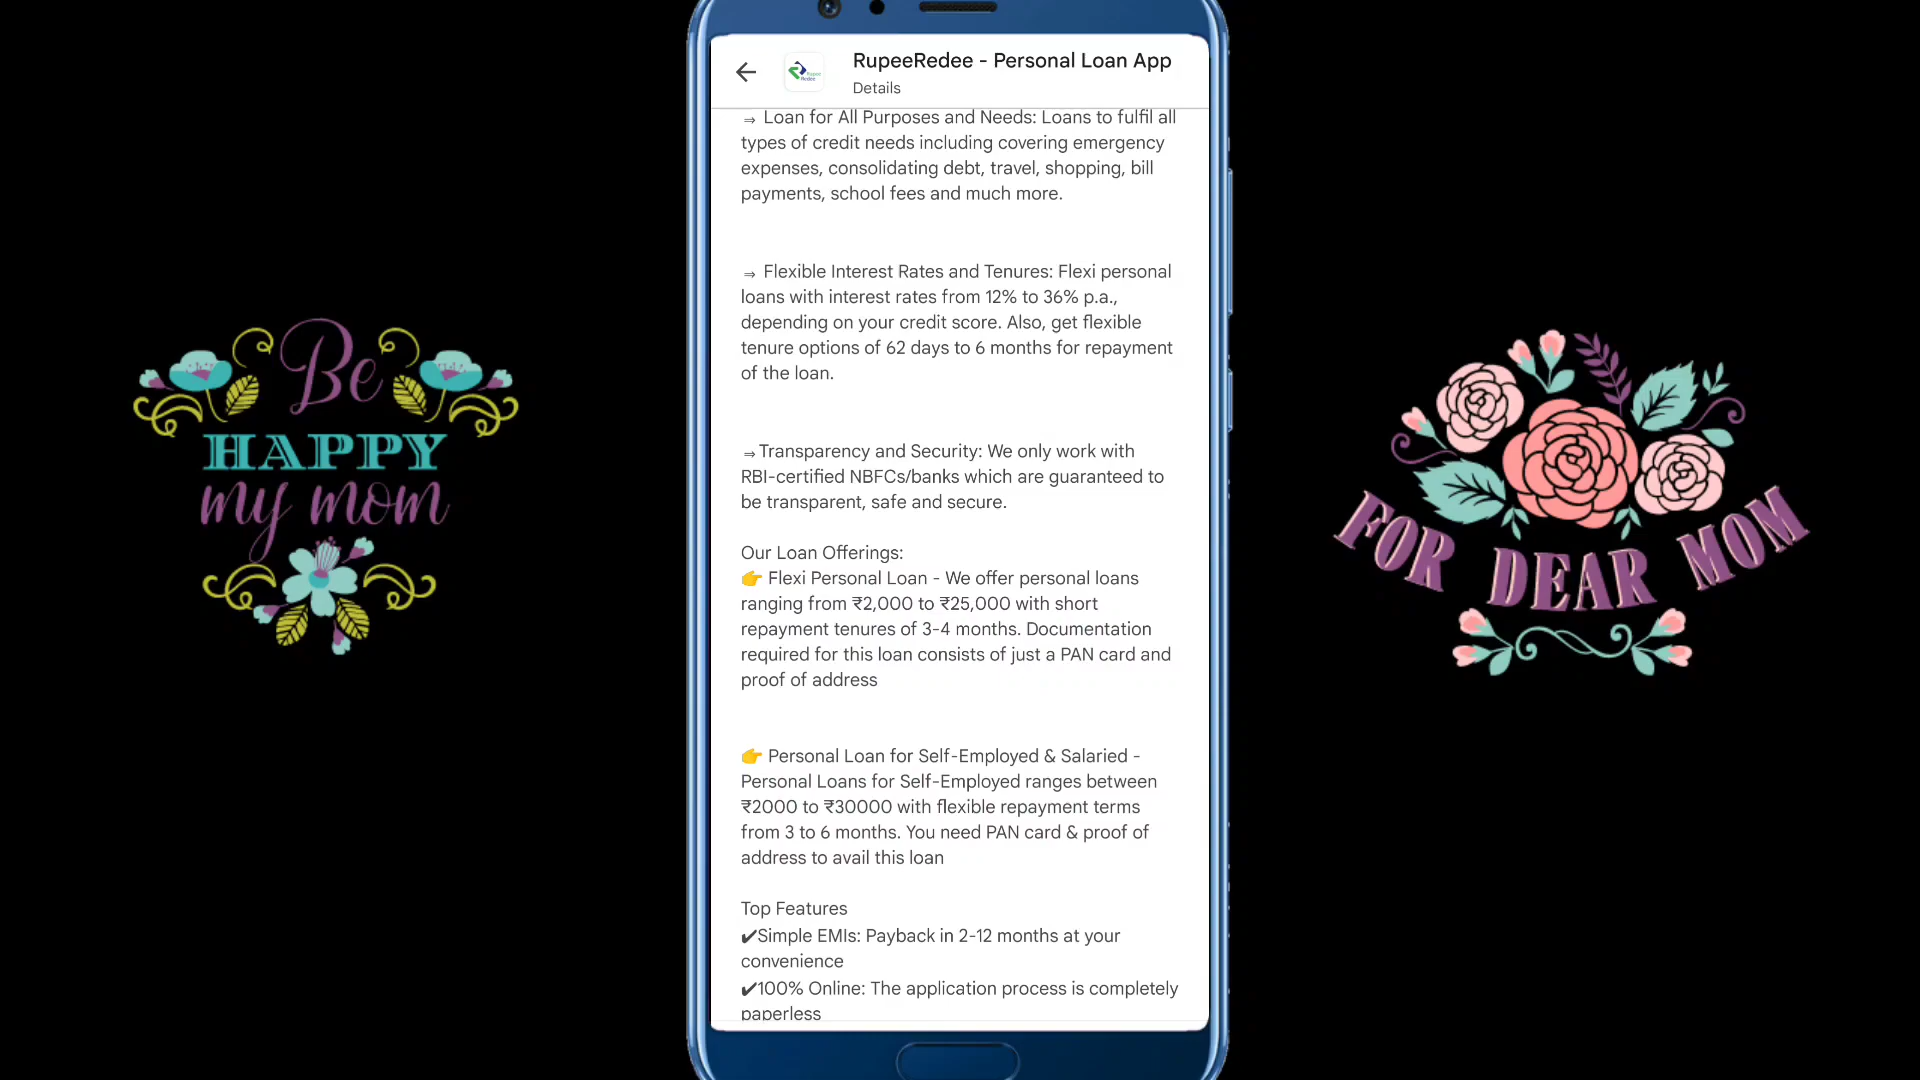 RupeeRedee - Personal Loan App
Rupee
Redee
Details
⇒ Loan for All Purposes and Needs: Loans to fulfil all
types of credit needs including covering emergency
expenses, consolidating debt, travel, shopping, bill
payments, school fees and much more.
⇒ Flexible Interest Rates and Tenures: Flexi personal
loans with interest rates from 12% to 36% p.a.,
depending on your credit score. Also, get flexible
tenure options of 62 days to 6 months for repayment
of the loan.
⇒Transparency and Security: We only work with
RBI-certified NBFCs/banks which are guaranteed to
be transparent, safe and secure.
Our Loan Offerings:
👉 Flexi Personal Loan - We offer personal loans
ranging from ₹2,000 to ₹25,000 with short
repayment tenures of 3-4 months. Documentation
required for this loan consists of just a PAN card and
proof of address
👉 Personal Loan for Self-Employed & Salaried -
Personal Loans for Self-Employed ranges between
₹2000 to ₹30000 with flexible repayment terms
from 3 to 6 months. You need PAN card & proof of
address to avail this loan
Top Features
✔Simple EMIs: Payback in 2-12 months at your
convenience
✔100% Online: The application process is completely
paperless
Be
HAPPY
my mom
FOR DEAR MOM